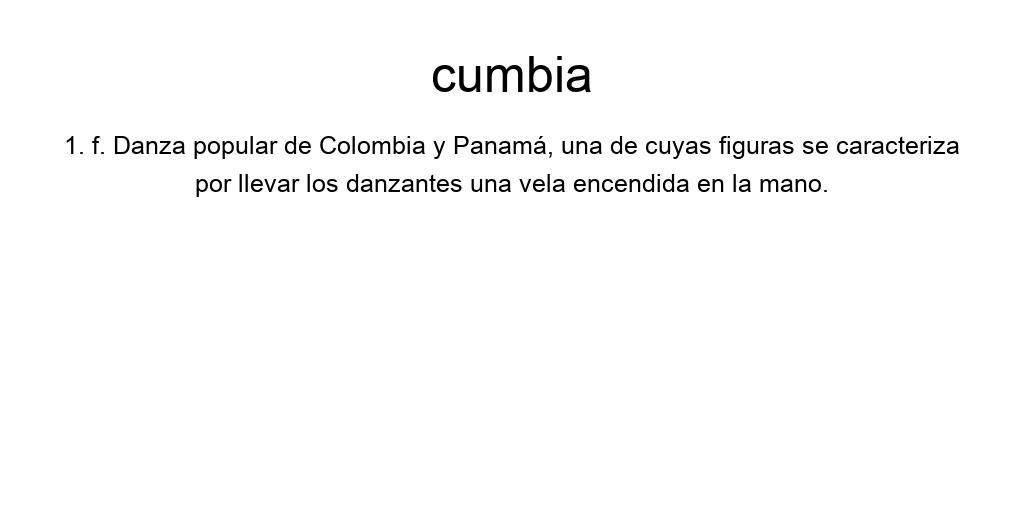 cumbia
1. f. Danza popular de Colombia y Panamá, una de cuyas figuras se caracteriza
por llevar los danzantes una vela encendida en la mano.